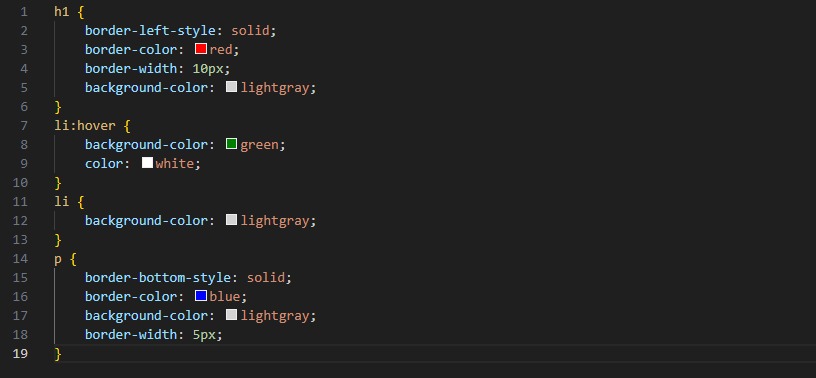 1 h1 {
2     border-left-style: solid;
3     border-color: red;
4     border-width: 10px;
5     background-color: lightgray;
6 }
7 li:hover {
8     background-color: green;
9     color: white;
10 }
11 li {
12     background-color: lightgray;
13 }
14 p {
15     border-bottom-style: solid;
16     border-color: blue;
17     background-color: lightgray;
18     border-width: 5px;
19 }